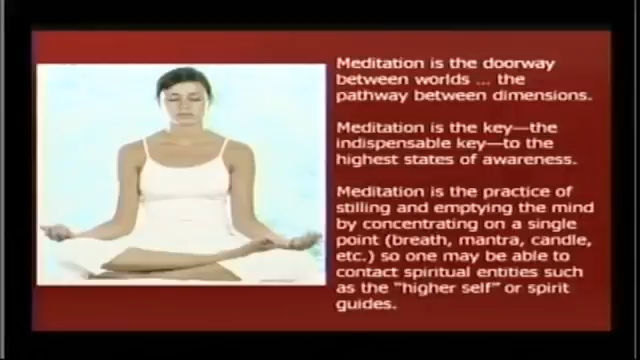 Meditation is the doorway
between worlds ... the
pathway between dimensions.
Meditation is the key—the
indispensable key—to the
highest states of awareness.
Meditation is the practice of
stilling and emptying the mind
by concentrating on a single
point (breath, mantra, candle,
etc.) so one may be able to
contact spiritual entities such
as the “higher self” or spirit
guides.